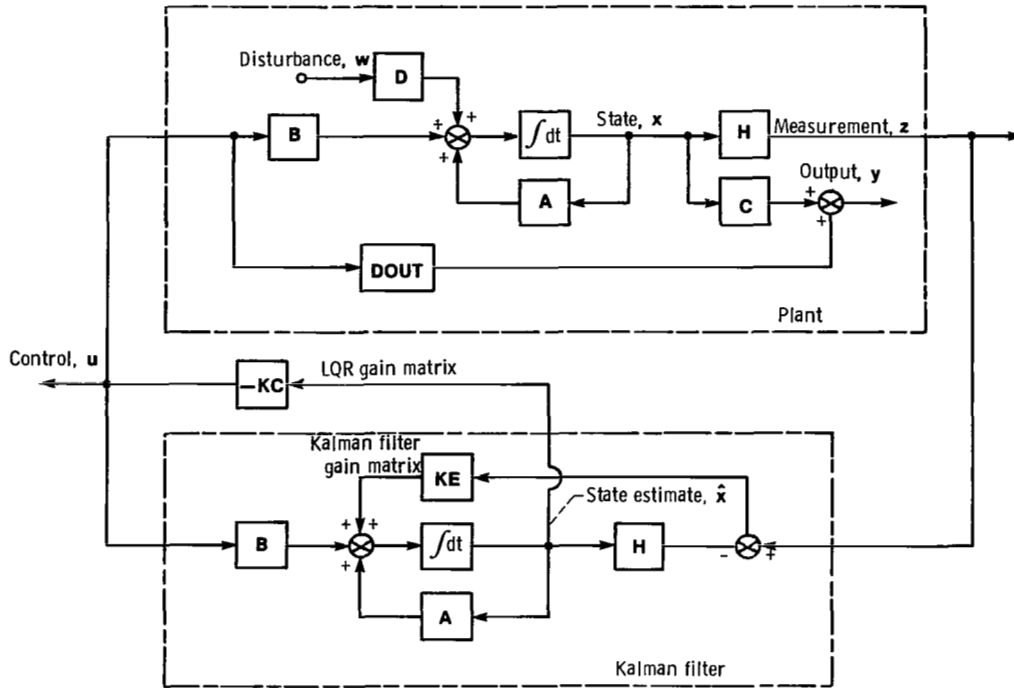 Disturbance, w
D
+
+
+
B
∫dt
State, x
H
Measurement, z
Output, y
A
C
+
+
DOUT
Plant
Control, u
—KC
LQR gain matrix
Kalman filter
gain matrix
KE
State estimate, x̂
+
+
+
B
∫dt
H
-
+
A
Kalman filter